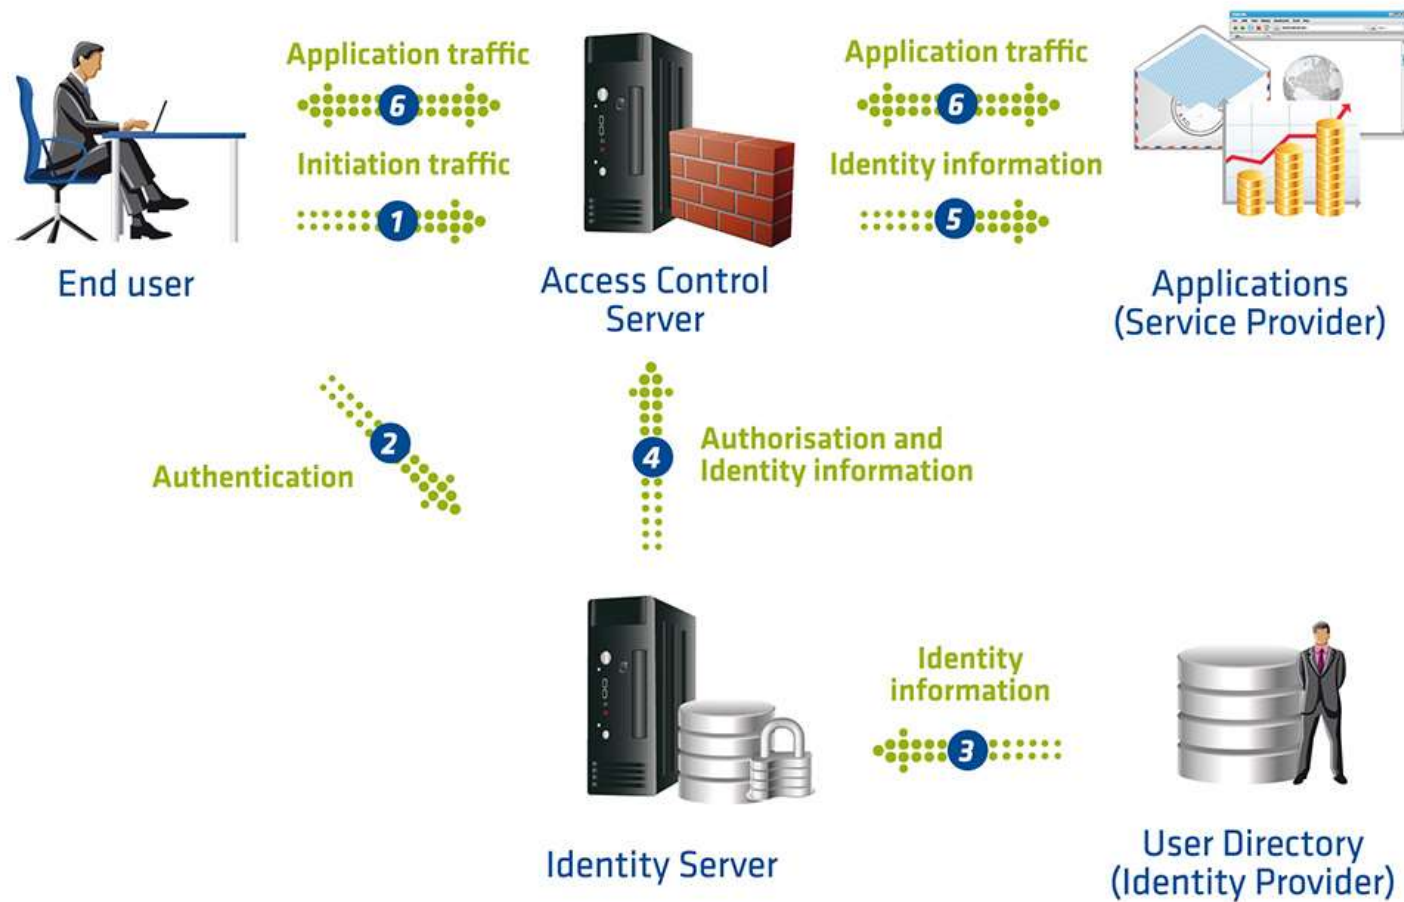 Application traffic
6
Initiation traffic
1
End user
Access Control
Server
Application traffic
6
Identity information
5
Applications
(Service Provider)
2
Authentication
4
Authorisation and
Identity information
Identity Server
Identity
information
3
User Directory
(Identity Provider)